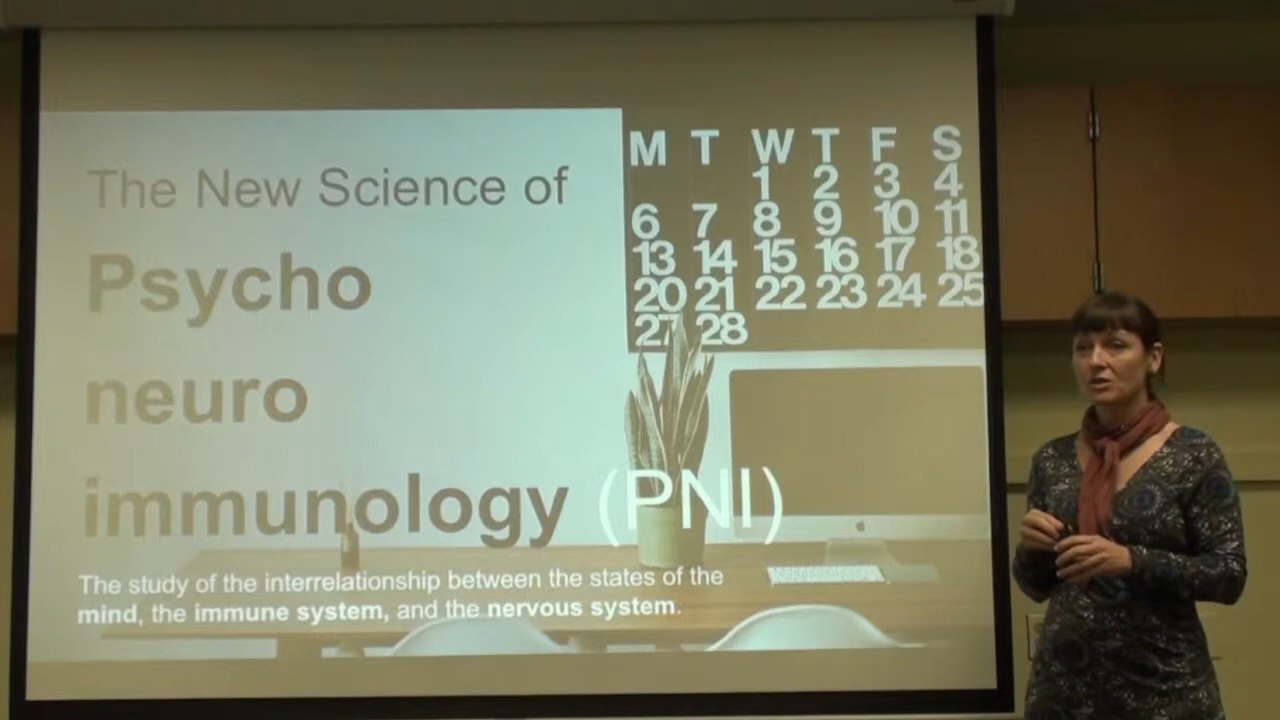 The New Science of
Psycho
neuro
immunology (PNI)
The study of the interrelationship between the states of the
mind, the immune system, and the nervous system.
M T W T F S
1 2 3 4
6 7 8 9 10 11
13 14 15 16 17 18
20 21 22 23 24 25
27 28